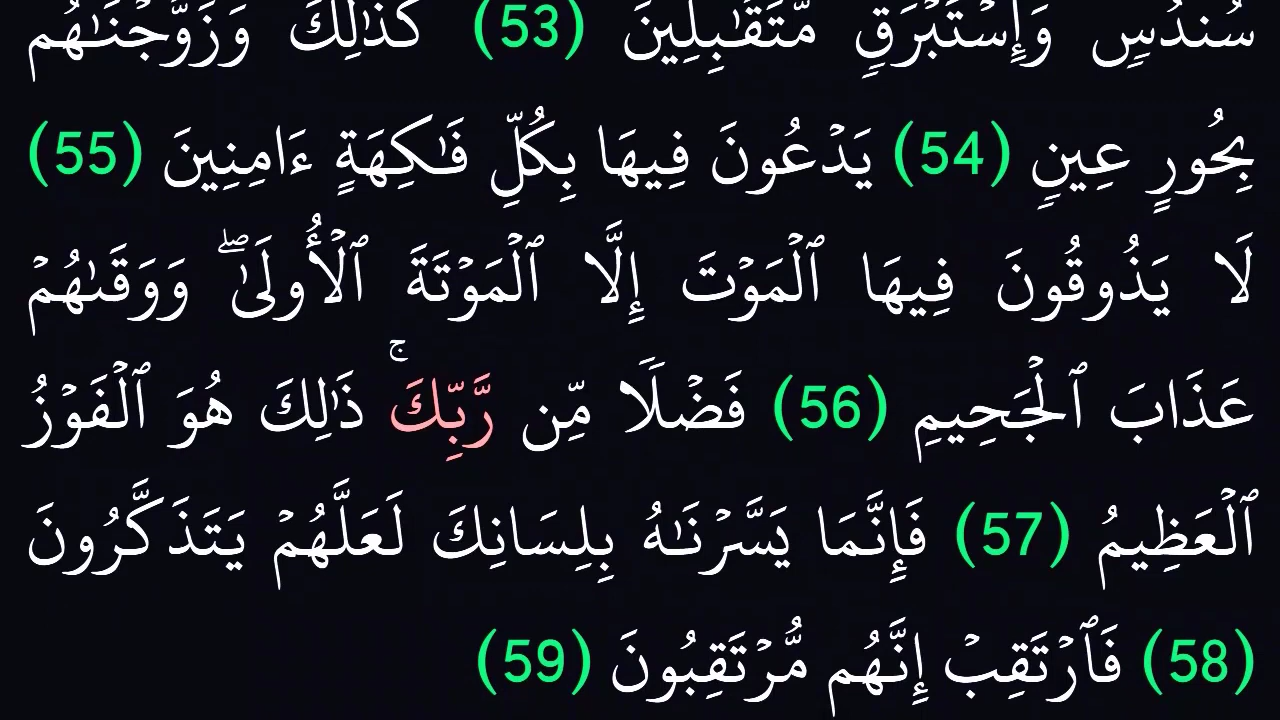 سُندُسٍ وَإِسْتَبْرَقٍ مُّتَقَٰبِلِينَ (53) كَذَٰلِكَ وَزَوَّجْنَٰهُم
بِحُورٍ عِينٍ (54) يَدْعُونَ فِيهَا بِكُلِّ فَٰكِهَةٍ ءَامِنِينَ (55)
لَا يَذُوقُونَ فِيهَا ٱلْمَوْتَ إِلَّا ٱلْمَوْتَةَ ٱلْأُولَىٰۖ وَوَقَىٰهُمْ
عَذَابَ ٱلْجَحِيمِ (56) فَضْلًا مِّن رَّبِّكَۚ ذَٰلِكَ هُوَ ٱلْفَوْزُ
ٱلْعَظِيمُ (57) فَإِنَّمَا يَسَّرْنَٰهُ بِلِسَانِكَ لَعَلَّهُمْ يَتَذَكَّرُونَ
(58) فَٱرْتَقِبْ إِنَّهُم مُّرْتَقِبُونَ (59)